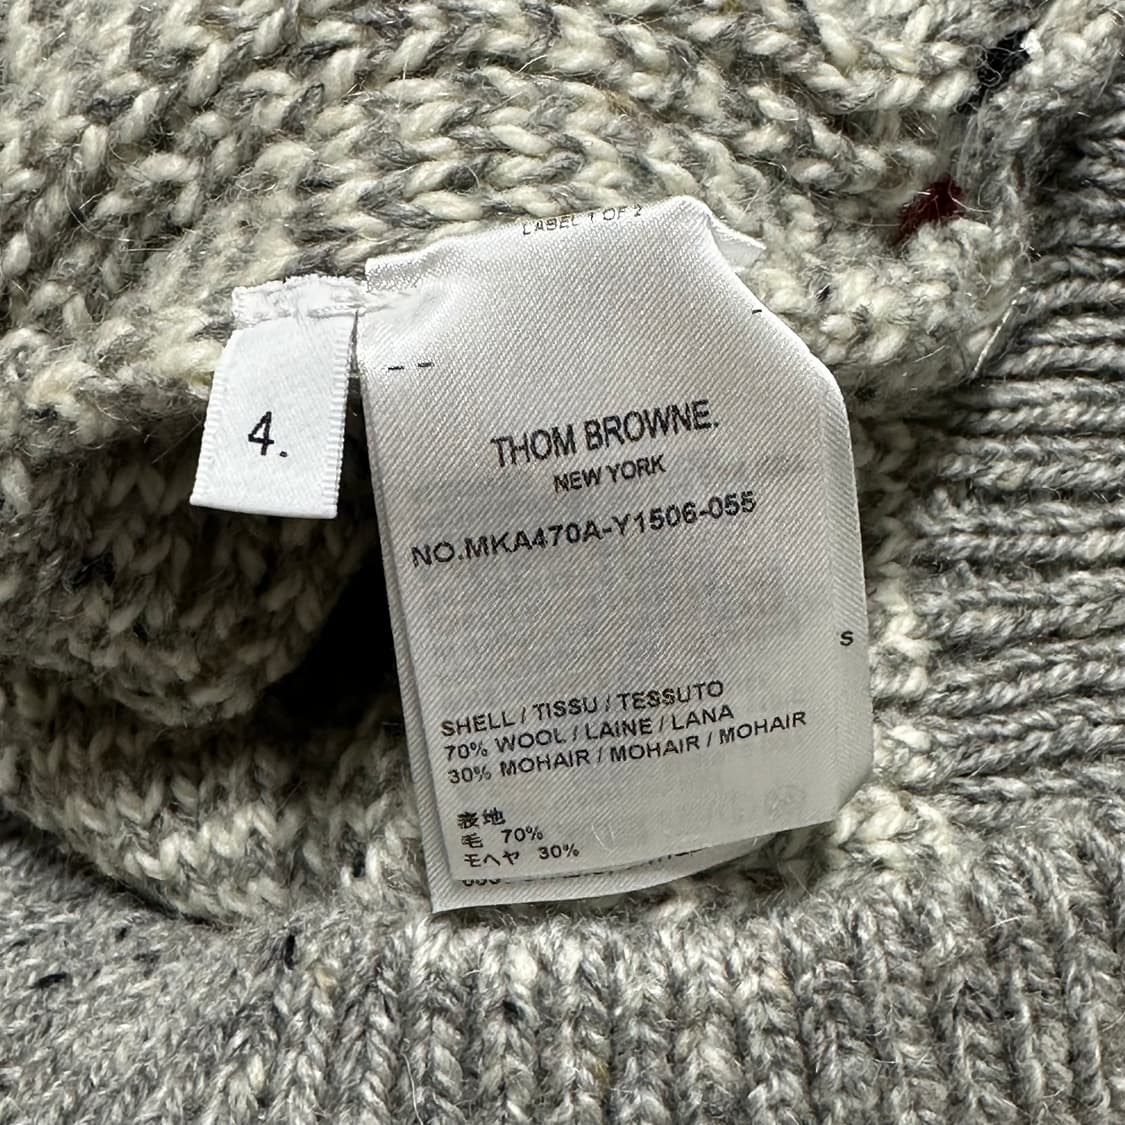 LABEL 1 OF 2
4.
THOM BROWNE.
NEW YORK
NO.MKA470A-Y1506-055
S
SHELL / TISSU / TESSUTO
70% WOOL / LAINE / LANA
30% MOHAIR / MOHAIR / MOHAIR
表地
毛 70%
モヘヤ 30%